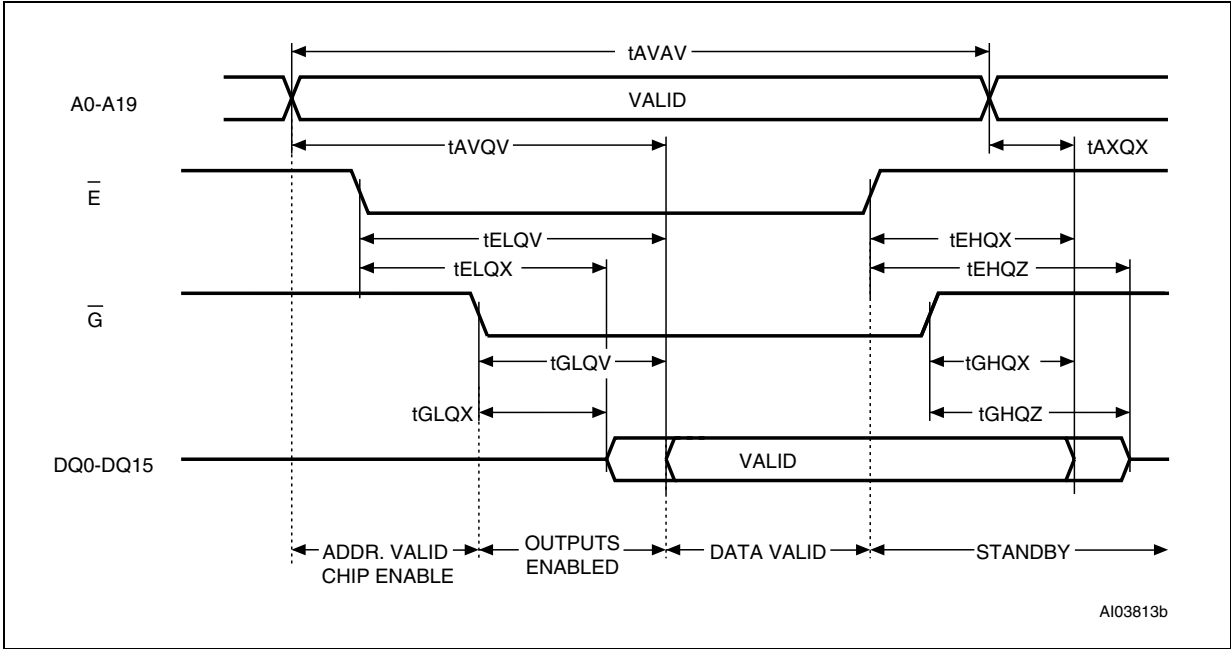 tAVAV
A0-A19
VALID
tAVQV
tAXQX
E
tELQV
tEHQX
tELQX
tEHQZ
G
tGLQV
tGHQX
tGLQX
tGHQZ
DQ0-DQ15
VALID
ADDR. VALID
CHIP ENABLE
OUTPUTS
ENABLED
DATA VALID
STANDBY
AI03813b